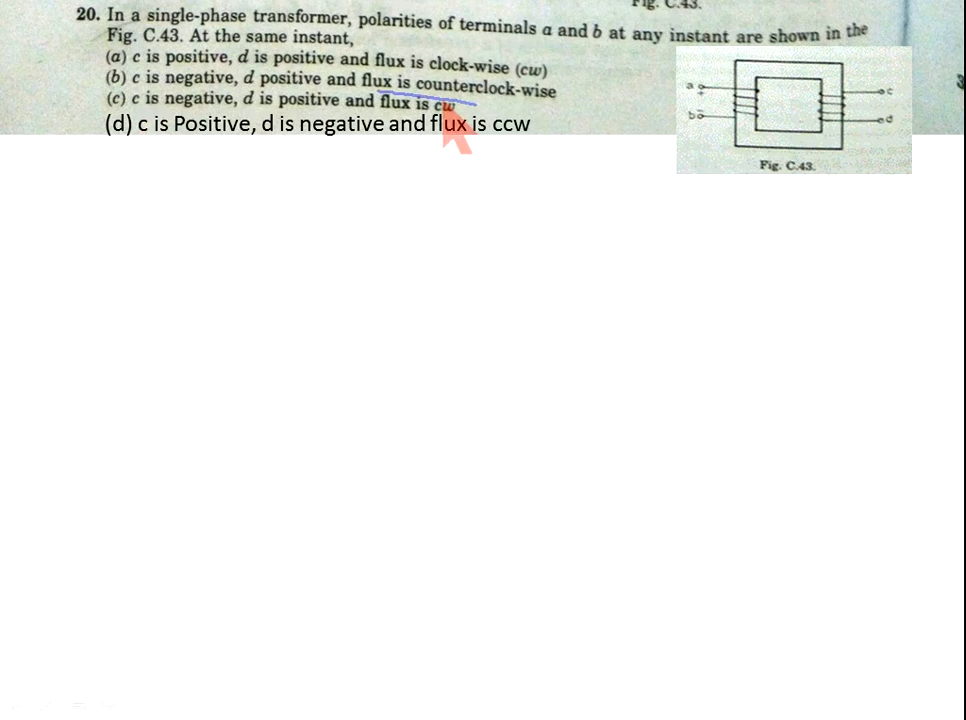 Fig. C.43.
20. In a single-phase transformer, polarities of terminals a and b at any instant are shown in the
Fig. C.43. At the same instant,
(a) c is positive, d is positive and flux is clock-wise (cw)
(b) c is negative, d positive and flux is counterclock-wise
(c) c is negative, d is positive and flux is cw
(d) c is Positive, d is negative and flux is ccw
a
+
c
b
-
d
Fig. C.43.